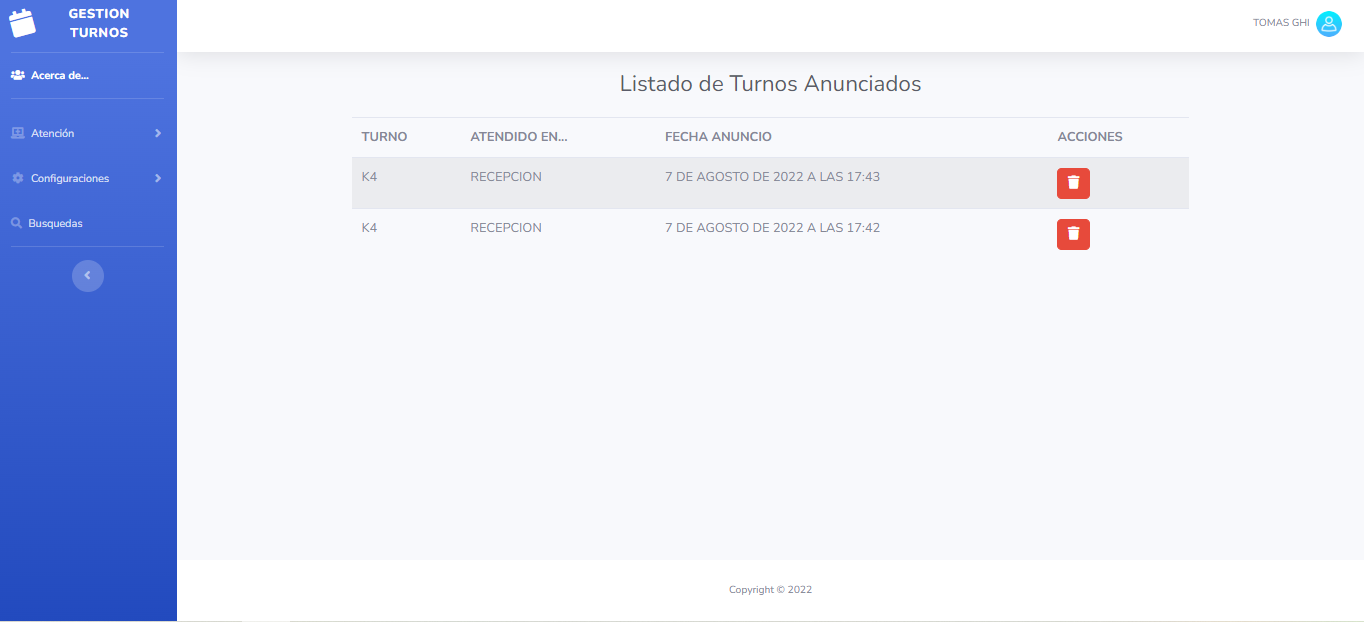 GESTION
TURNOS
Acerca de...
Atención
Configuraciones
Busquedas
TOMAS GHI
Listado de Turnos Anunciados
TURNO ATENDIDO EN... FECHA ANUNCIO ACCIONES
K4 RECEPCION 7 DE AGOSTO DE 2022 A LAS 17:43
K4 RECEPCION 7 DE AGOSTO DE 2022 A LAS 17:42
Copyright © 2022